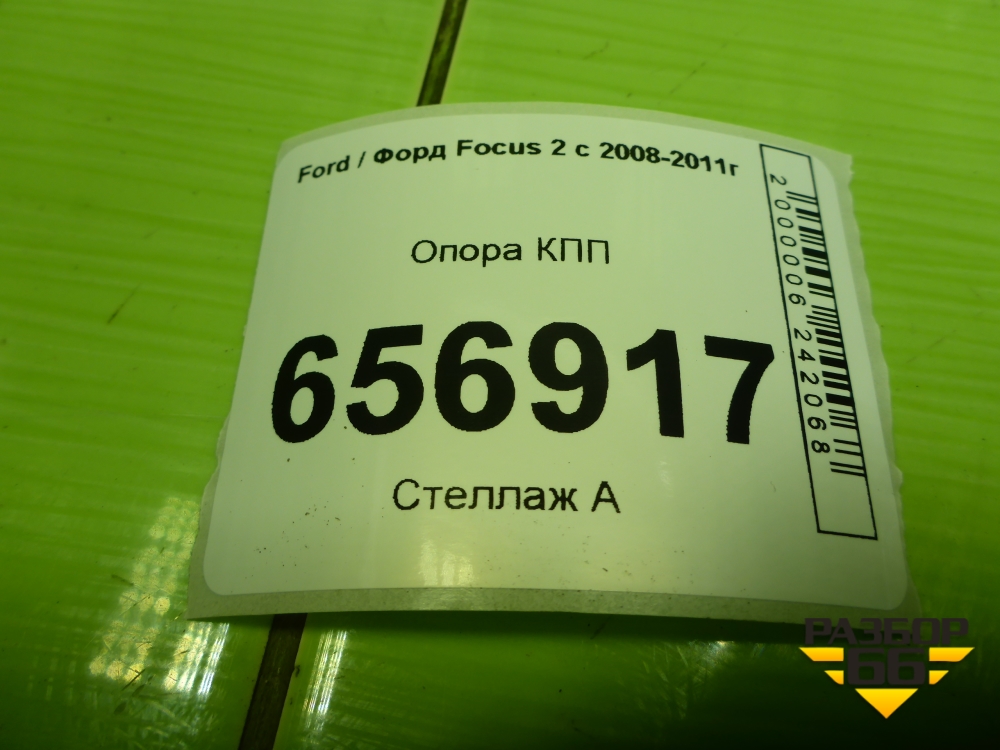 Ford / Форд Focus 2 с 2008-2011г
Опора КПП
656917
Стеллаж А
2000006242068
РАЗБОР
66